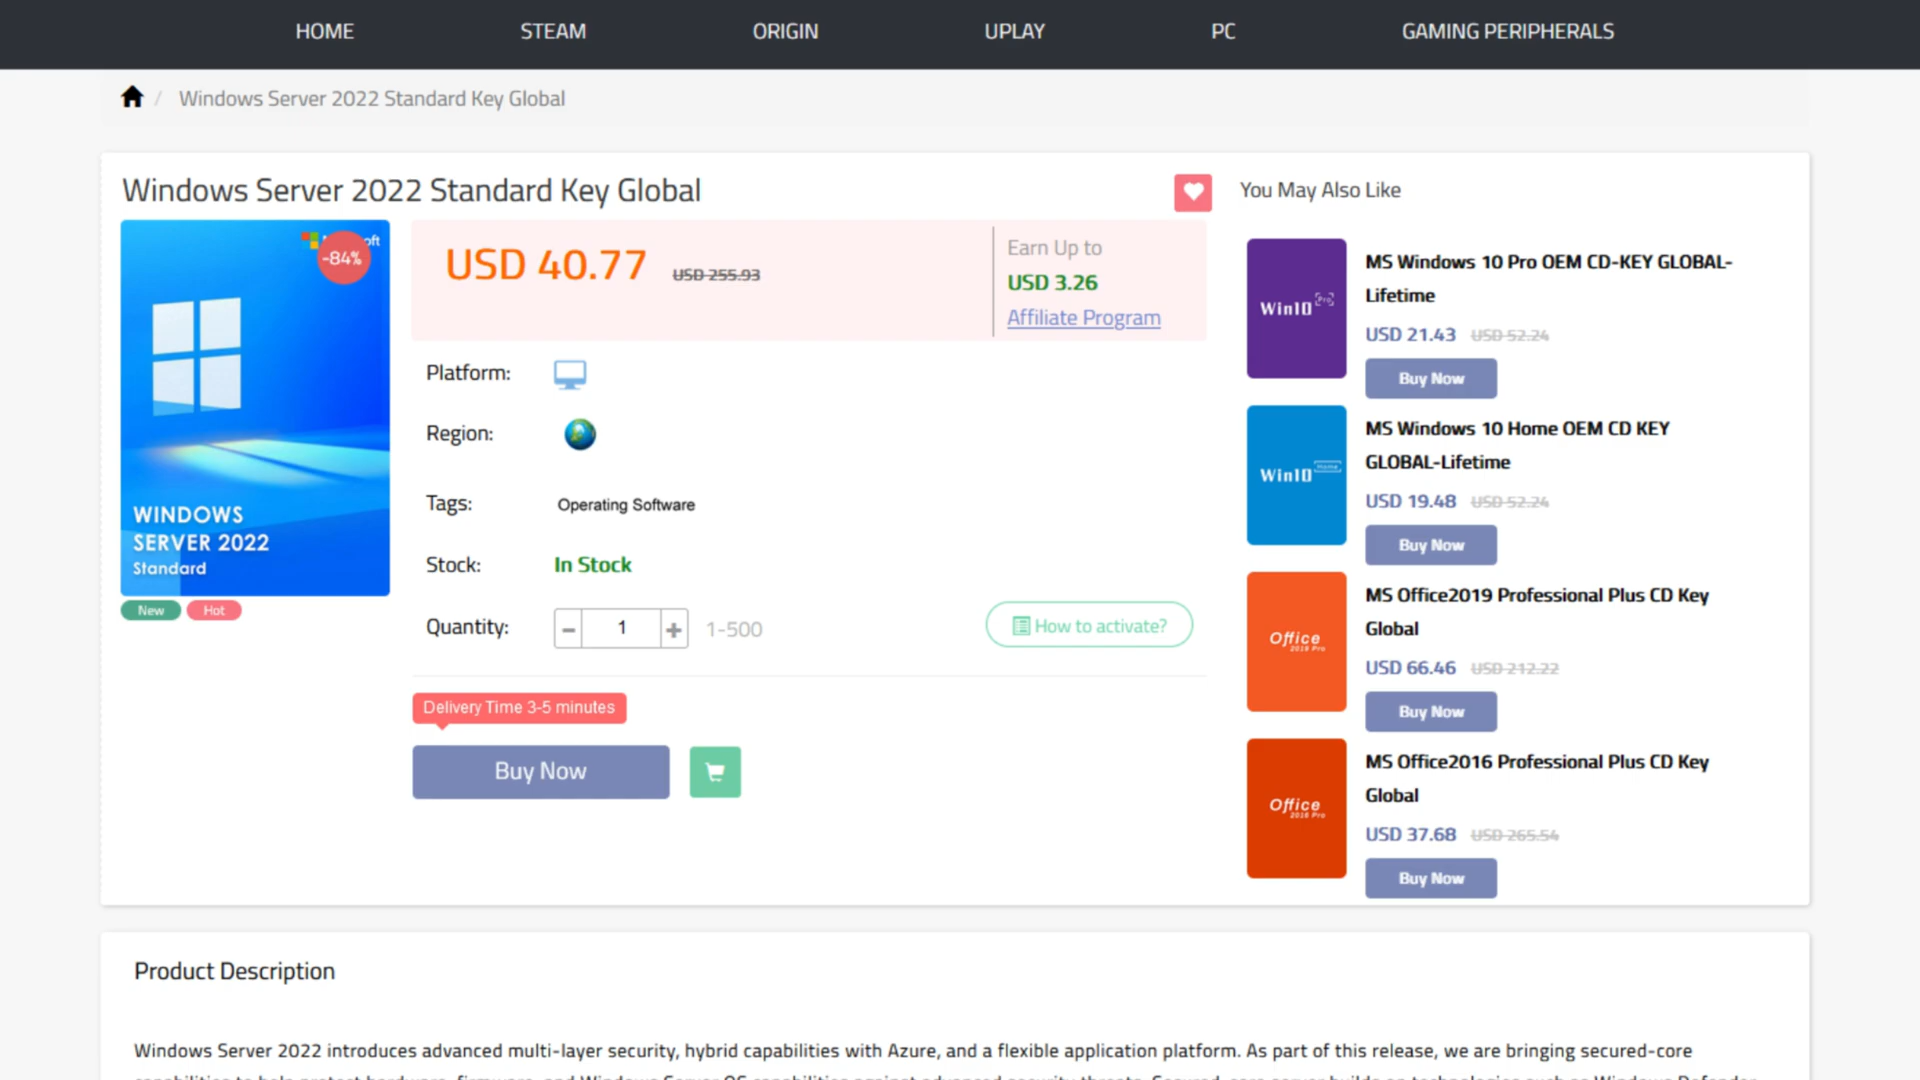 HOME STEAM ORIGIN UPLAY PC GAMING PERIPHERALS
/ Windows Server 2022 Standard Key Global
Windows Server 2022 Standard Key Global
-84%
WINDOWS
SERVER 2022
Standard
New Hot
USD 40.77 USD 255.93
Earn Up to
USD 3.26
Affiliate Program
Platform:
Region:
Tags: Operating Software
Stock: In Stock
Quantity: - 1 + 1-500
How to activate?
Delivery Time 3-5 minutes
Buy Now
You May Also Like
Win10 Pro
MS Windows 10 Pro OEM CD-KEY GLOBAL-
Lifetime
USD 21.43 USD 52.24
Buy Now
Win10 Home
MS Windows 10 Home OEM CD KEY
GLOBAL-Lifetime
USD 19.48 USD 52.24
Buy Now
Office
2019 Pro
MS Office2019 Professional Plus CD Key
Global
USD 66.46 USD 212.22
Buy Now
Office
2016 Pro
MS Office2016 Professional Plus CD Key
Global
USD 37.68 USD 265.54
Buy Now
Product Description
Windows Server 2022 introduces advanced multi-layer security, hybrid capabilities with Azure, and a flexible application platform. As part of this release, we are bringing secured-core